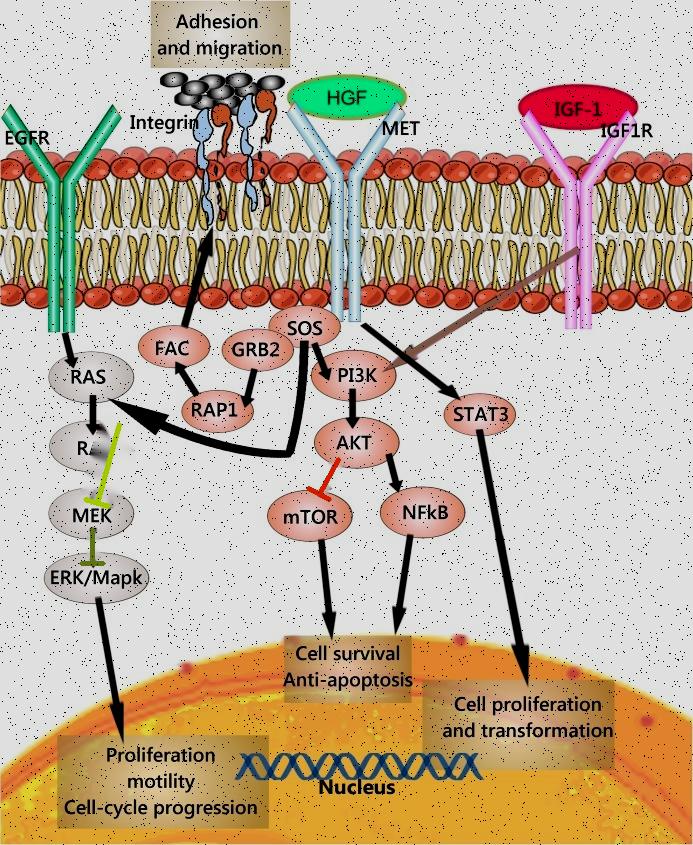 Adhesion
and migration
HGF
IGF-1
EGFR
Integrin
MET
IGF1R
SOS
FAC
GRB2
RAS
PI3K
RAP1
STAT3
AKT
MEK
mTOR
NFkB
ERK/Mapk
Cell survival
Anti-apoptosis
Cell proliferation
and transformation
Proliferation
motility
Cell-cycle progression
Nucleus